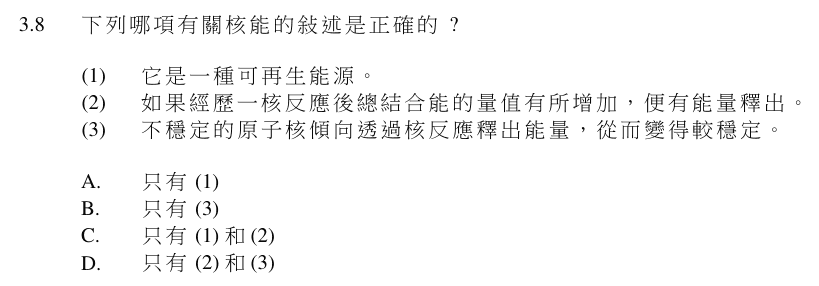 3.8 下列哪項有關核能的敍述是正確的？
(1) 它是一種可再生能源。
(2) 如果經歷一核反應後總結合能的量值有所增加，便有能量釋出。
(3) 不穩定的原子核傾向透過核反應釋出能量，從而變得較穩定。
A. 只有 (1)
B. 只有 (3)
C. 只有 (1) 和 (2)
D. 只有 (2) 和 (3)